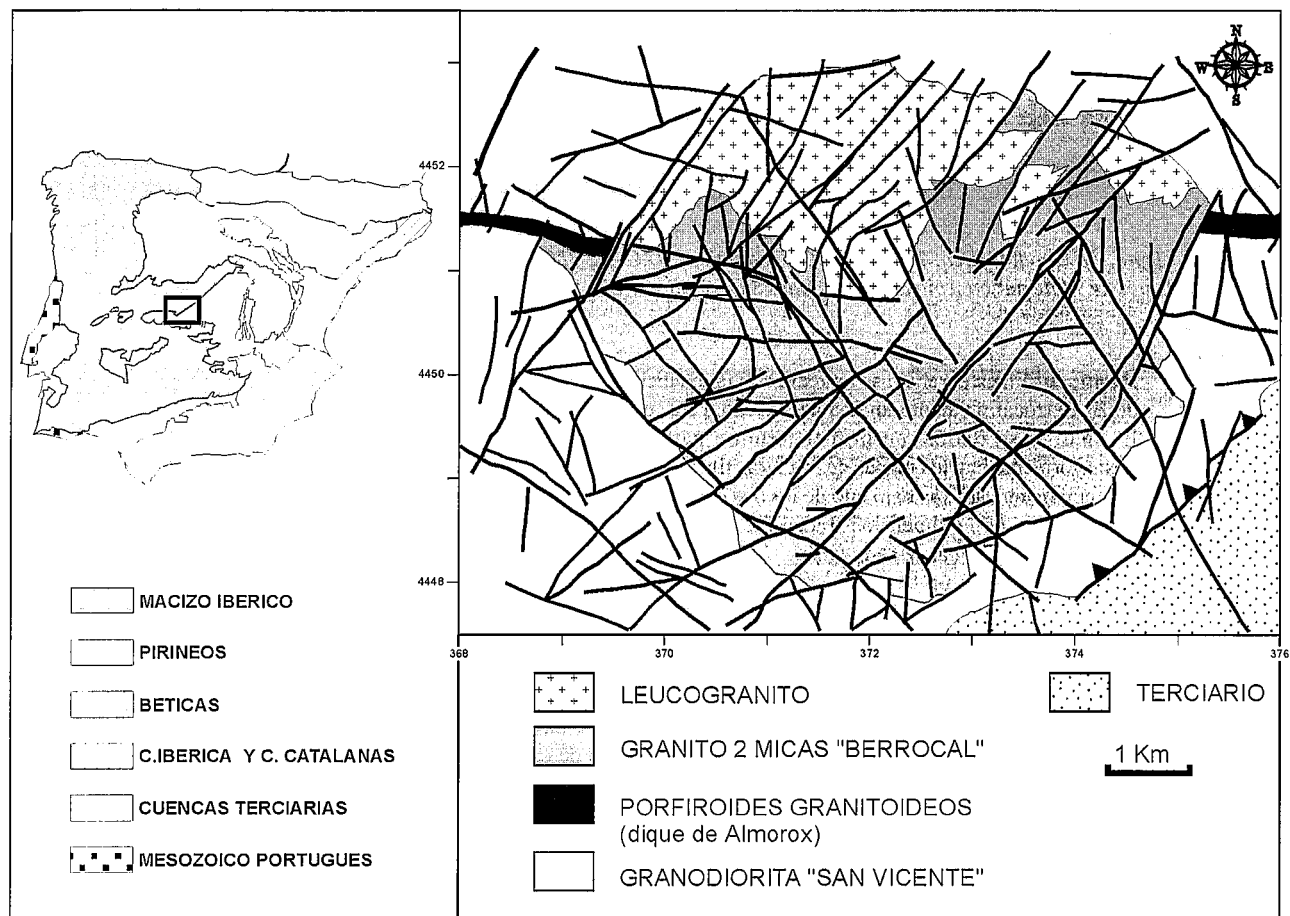 N
W E
S
4452
4450
4448
368 370 372 374 376
MACIZO IBERICO
PIRINEOS
BETICAS
C.IBERICA Y C. CATALANAS
CUENCAS TERCIARIAS
MESOZOICO PORTUGUES
LEUCOGRANITO
GRANITO 2 MICAS "BERROCAL"
PORFIROIDES GRANITOIDEOS
(dique de Almorox)
GRANODIORITA "SAN VICENTE"
TERCIARIO
1 Km